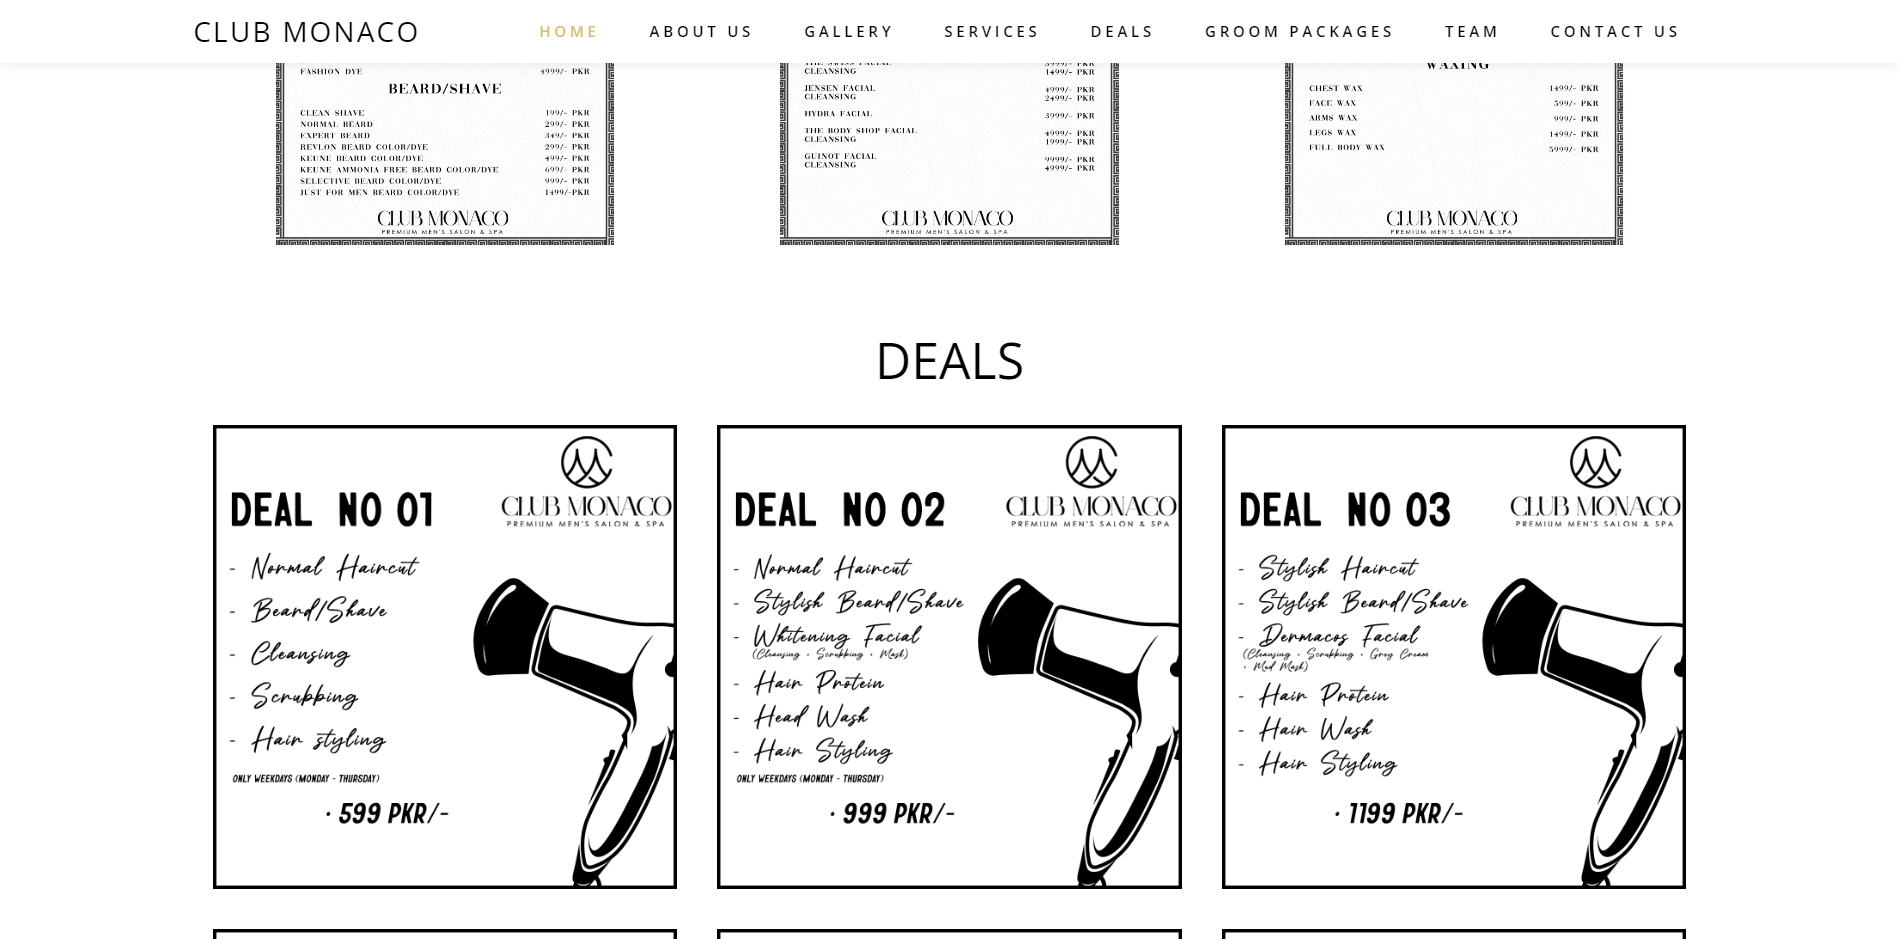 CLUB MONACO
HOME
ABOUT US
GALLERY
SERVICES
DEALS
GROOM PACKAGES
TEAM
CONTACT US
FASHION DYE 4999/- PKR
BEARD/SHAVE
CLEAN SHAVE 199/- PKR
NORMAL BEARD 299/- PKR
EXPERT BEARD 349/- PKR
REVLON BEARD COLOR/DYE 299/- PKR
KEUNE BEARD COLOR/DYE 499/- PKR
KEUNE AMMONIA FREE BEARD COLOR/DYE 699/- PKR
SELECTIVE BEARD COLOR/DYE 999/- PKR
JUST FOR MEN BEARD COLOR/DYE 1499/-PKR
CLUB MONACO
PREMIUM MEN'S SALON & SPA
THE SWISS FACIAL 3999/- PKR
CLEANSING 1499/- PKR
JENSEN FACIAL 4999/- PKR
CLEANSING 2499/- PKR
HYDRA FACIAL 3999/- PKR
THE BODY SHOP FACIAL 4999/- PKR
CLEANSING 1999/- PKR
GUINOT FACIAL 9999/- PKR
CLEANSING 4999/- PKR
CLUB MONACO
PREMIUM MEN'S SALON & SPA
WAXING
CHEST WAX 1499/- PKR
FACE WAX 599/- PKR
ARMS WAX 999/- PKR
LEGS WAX 1499/- PKR
FULL BODY WAX 5999/- PKR
CLUB MONACO
PREMIUM MEN'S SALON & SPA
DEALS
CLUB MONACO
PREMIUM MEN'S SALON & SPA
DEAL NO 01
- Normal Haircut
- Beard/Shave
- Cleansing
- Scrubbing
- Hair styling
ONLY WEEKDAYS (MONDAY - THURSDAY)
· 599 PKR/-
CLUB MONACO
PREMIUM MEN'S SALON & SPA
DEAL NO 02
- Normal Haircut
- Stylish Beard/Shave
- Whitening Facial
(Cleansing · Scrubbing · Mask)
- Hair Protein
- Head Wash
- Hair Styling
ONLY WEEKDAYS (MONDAY - THURSDAY)
· 999 PKR/-
CLUB MONACO
PREMIUM MEN'S SALON & SPA
DEAL NO 03
- Stylish Haircut
- Stylish Beard/Shave
- Dermacos Facial
(Cleansing · Scrubbing · Grey Cream
· Mud Mask)
- Hair Protein
- Hair Wash
- Hair Styling
· 1199 PKR/-